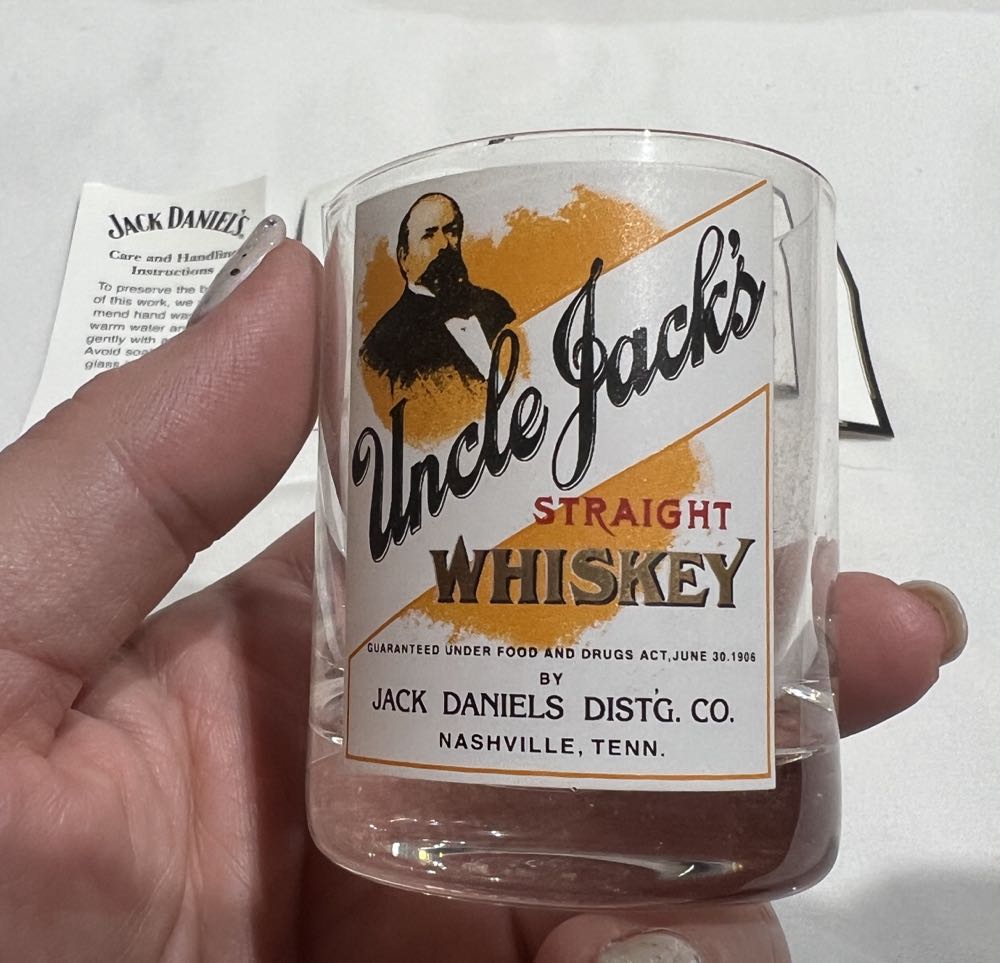 JACK DANIEL'S
Care and Handling
Instructions
To preserve the
of this work, we
mend hand
warm water
gently with
Avoid
glass
Uncle Jack's
STRAIGHT
WHISKEY
GUARANTEED UNDER FOOD AND DRUGS ACT, JUNE 30.1906
BY
JACK DANIELS DIST'G. CO.
NASHVILLE, TENN.